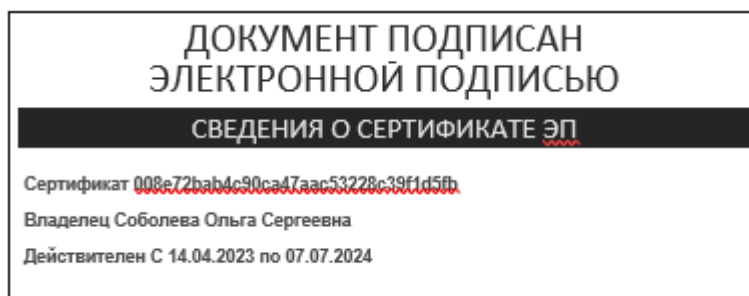 ДОКУМЕНТ ПОДПИСАН
ЭЛЕКТРОННОЙ ПОДПИСЬЮ
СВЕДЕНИЯ О СЕРТИФИКАТЕ ЭП
Сертификат 008e72bab4c90ca47aac53228c39f1d5fb
Владелец Соболева Ольга Сергеевна
Действителен С 14.04.2023 по 07.07.2024